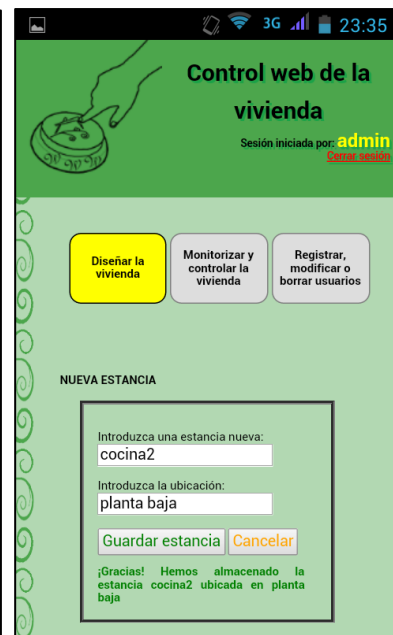 3G 23:35
Control web de la
vivienda
Sesión iniciada por: admin
Cerrar sesión
Diseñar la
vivienda
Monitorizar y
controlar la
vivienda
Registrar,
modificar o
borrar usuarios
NUEVA ESTANCIA
Introduzca una estancia nueva:
cocina2
Introduzca la ubicación:
planta baja
Guardar estancia Cancelar
¡Gracias! Hemos almacenado la
estancia cocina2 ubicada en planta
baja